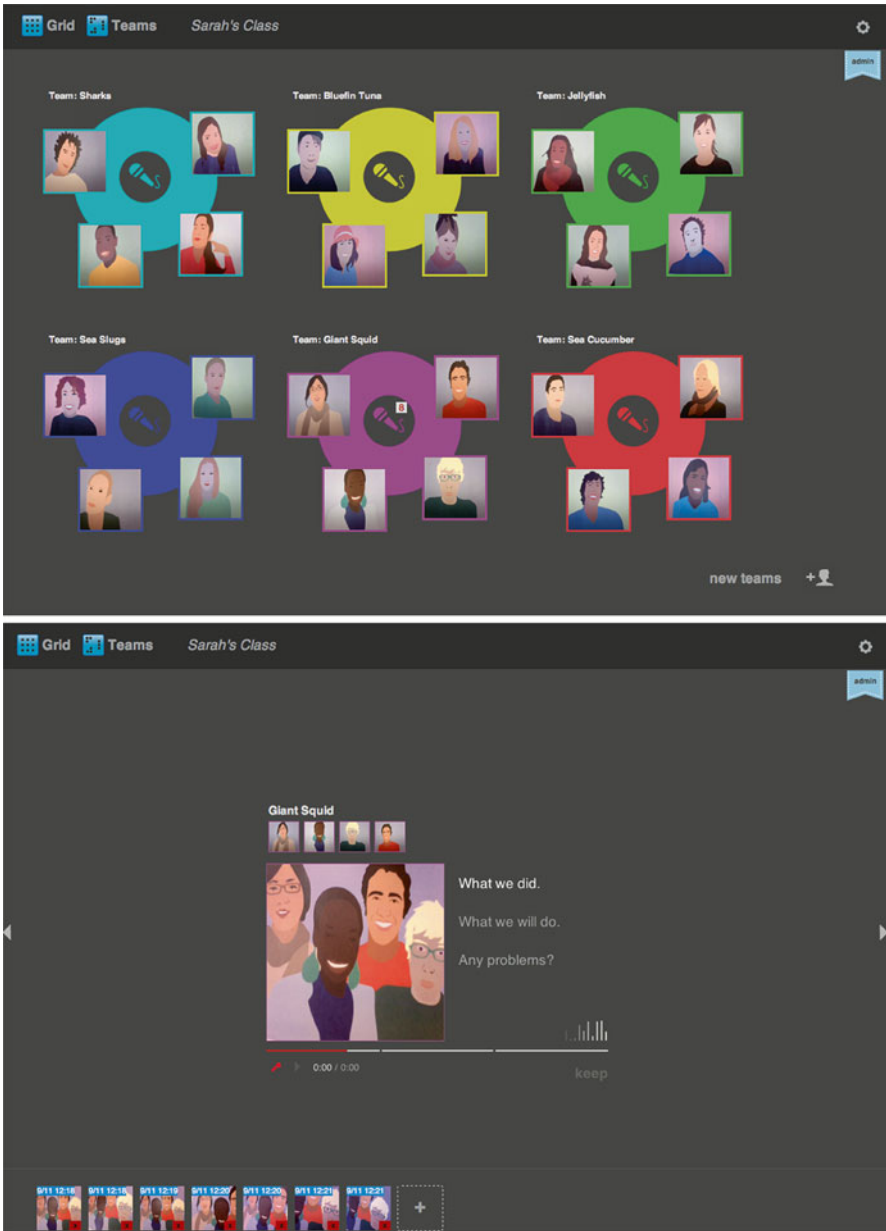 Grid Teams Sarah's Class
admin
Team: Sharks Team: Bluefin Tuna Team: Jellyfish
Team: Sea Slugs Team: Giant Squid Team: Sea Cucumber
8
new teams +
Grid Teams Sarah's Class
admin
Giant Squid
What we did.
What we will do.
Any problems?
0:00 / 0:00
keep
9/11 12:18 9/11 12:18 9/11 12:19 9/11 12:20 9/11 12:20 9/11 12:21 9/11 12:21
+